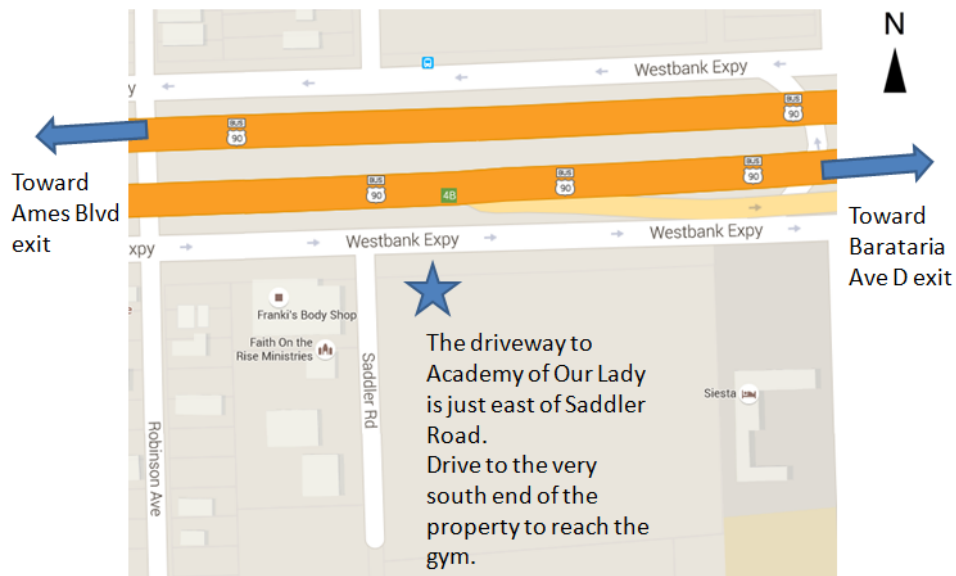 N
Westbank Expy
y
BUS
90
BUS
90
Toward
Ames Blvd
exit
BUS
90
BUS
90
BUS
90
4B
Toward
Barataria
Ave D exit
xpy
Westbank Expy
Westbank Expy
Franki's Body Shop
Faith On the
Rise Ministries
Saddler Rd
Robinson Ave
The driveway to
Academy of Our Lady
is just east of Saddler
Road.
Drive to the very
south end of the
property to reach the
gym.
Siesta